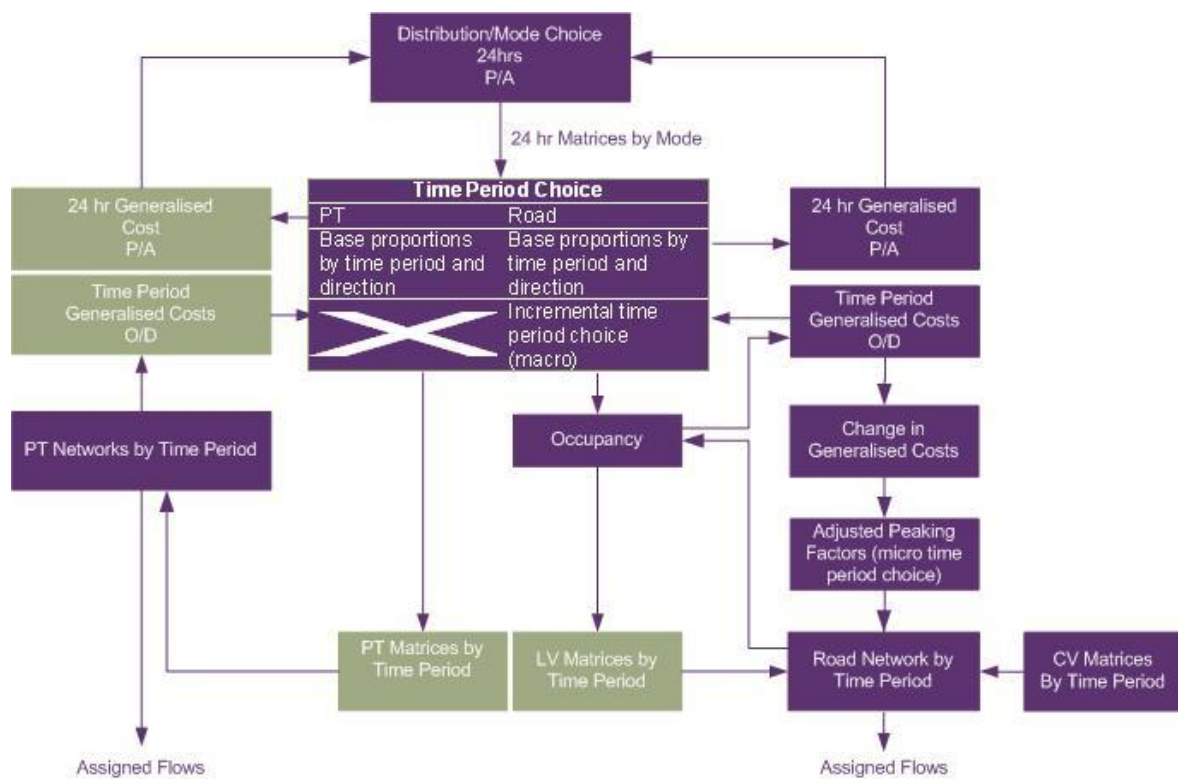 Distribution/Mode Choice
24hrs
P/A
24 hr Matrices by Mode
24 hr Generalised
Cost
P/A
Time Period Choice
PT
Road
Base proportions
by time period and
direction
Base proportions by
time period and
direction
Incremental time
period choice
(macro)
24 hr Generalised
Cost
P/A
Time Period
Generalised Costs
O/D
Time Period
Generalised Costs
O/D
PT Networks by Time Period
Occupancy
Change in
Generalised Costs
Adjusted Peaking
Factors (micro time
period choice)
PT Matrices by
Time Period
LV Matrices by
Time Period
Road Network by
Time Period
CV Matrices
By Time Period
Assigned Flows
Assigned Flows